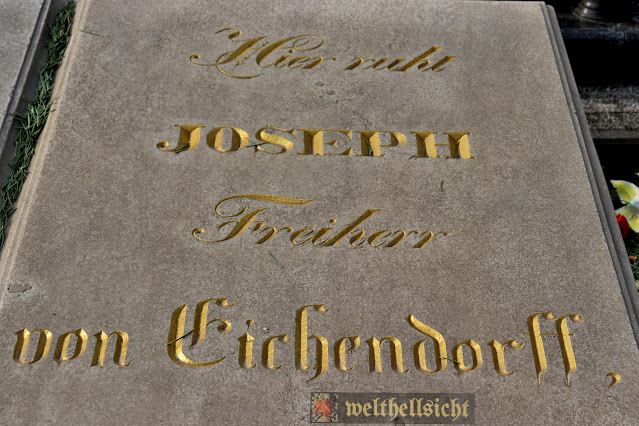 Hier ruht
JOSEPH
Freiherr
von Eichendorff,
welthellsicht